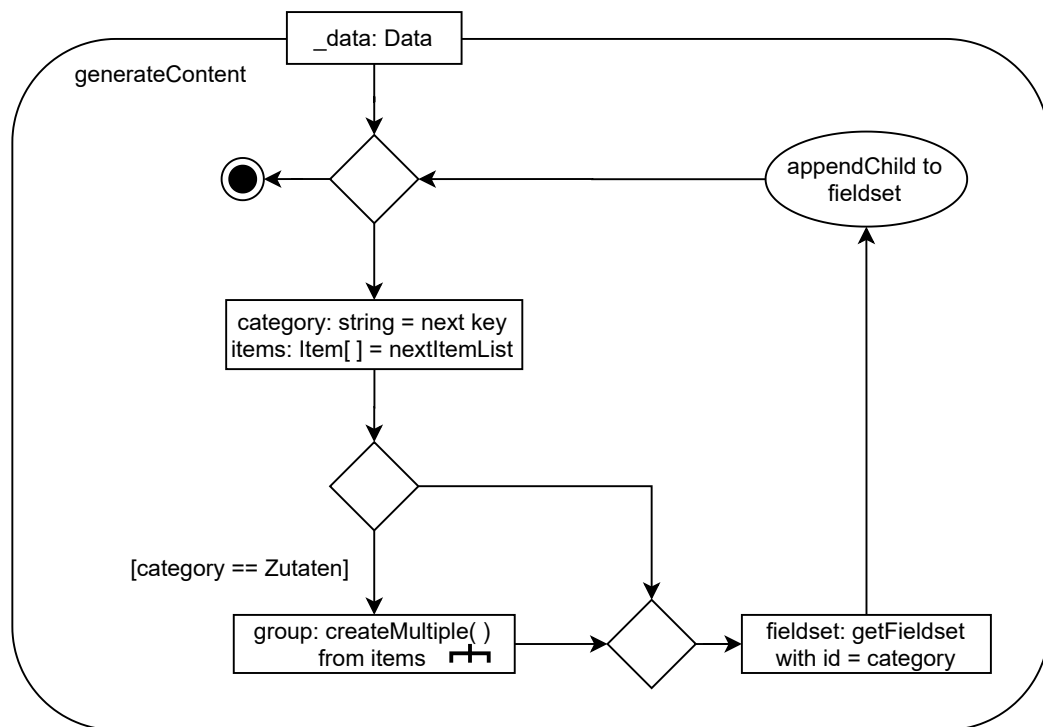 _data: Data
generateContent
appendChild to
fieldset
category: string = next key
items: Item[ ] = nextItemList
[category == Zutaten]
group: createMultiple( )
from items
fieldset: getFieldset
with id = category